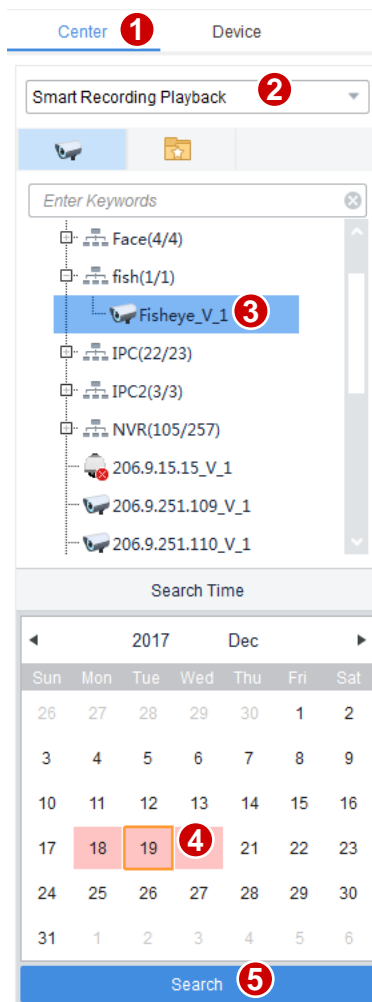 Center 1 Device
Smart Recording Playback 2
Enter Keywords
Face(4/4)
fish(1/1)
Fisheye_V_1 3
IPC(22/23)
IPC2(3/3)
NVR(105/257)
206.9.15.15_V_1
206.9.251.109_V_1
206.9.251.110_V_1
Search Time
2017 Dec
Sun Mon Tue Wed Thu Fri Sat
26 27 28 29 30 1 2
3 4 5 6 7 8 9
10 11 12 13 14 15 16
17 18 19 4 21 22 23
24 25 26 27 28 29 30
31 1 2 3 4 5 6
Search 5